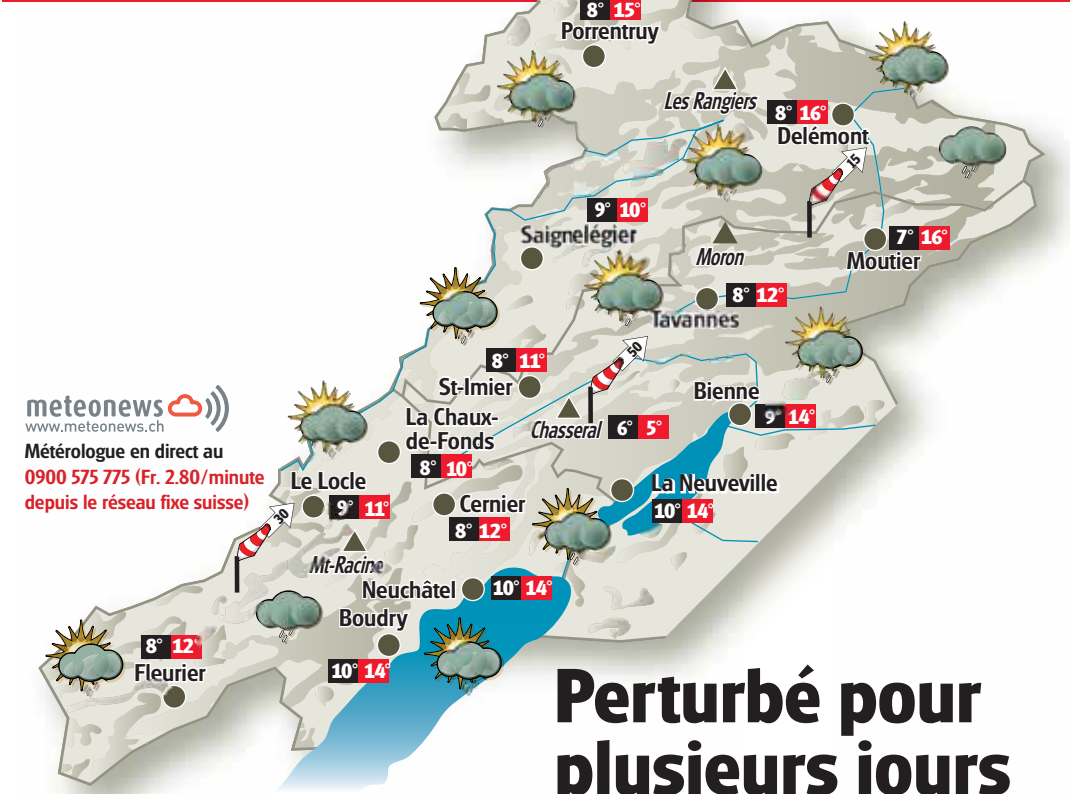 8° 15°
Porrentruy
Les Rangiers
8° 16°
Delémont
15
9° 10°
Saignelégier
Moron
7° 16°
Moutier
8° 12°
Tavannes
8° 11°
St-Imier
50
Bienne
9° 14°
Chasseral 6° 5°
meteonews
www.meteonews.ch
Météorologue en direct au
0900 575 775 (Fr. 2.80/minute
depuis le réseau fixe suisse)
La Chaux-
de-Fonds
8° 10°
Le Locle
9° 11°
30
Cernier
8° 12°
La Neuveville
10° 14°
Mt-Racine
Neuchâtel 10° 14°
Boudry
10° 14°
8° 12°
Fleurier
Perturbé pour
plusieurs jours